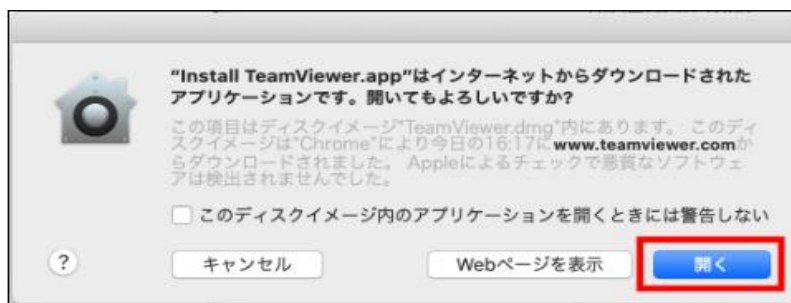 “Install TeamViewer.app”はインターネットからダウンロードされた
アプリケーションです。開いてもよろしいですか?
この項目はディスクイメージ“TeamViewer.dmg”内にあります。 このディ
スクイメージは“Chrome”により今日の16:17にwww.teamviewer.comか
らダウンロードされました。 Appleによるチェックで悪質なソフトウェ
アは検出されませんでした。
このディスクイメージ内のアプリケーションを開くときには警告しない
? キャンセル Webページを表示 開く